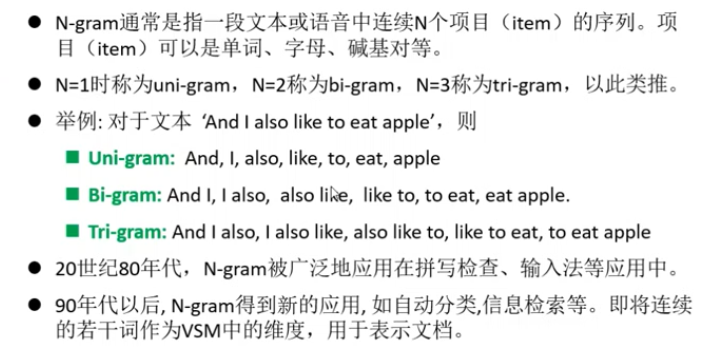 ● N-gram通常是指一段文本或语音中连续N个项目（item）的序列。项
目（item）可以是单词、字母、碱基对等。
● N=1时称为uni-gram，N=2称为bi-gram，N=3称为tri-gram，以此类推。
● 举例: 对于文本 ‘And I also like to eat apple’，则
■ Uni-gram: And, I, also, like, to, eat, apple
■ Bi-gram: And I, I also, also like, like to, to eat, eat apple.
■ Tri-gram: And I also, I also like, also like to, like to eat, to eat apple
● 20世纪80年代，N-gram被广泛地应用在拼写检查、输入法等应用中。
● 90年代以后, N-gram得到新的应用, 如自动分类,信息检索等。即将连续
的若干词作为VSM中的维度，用于表示文档。